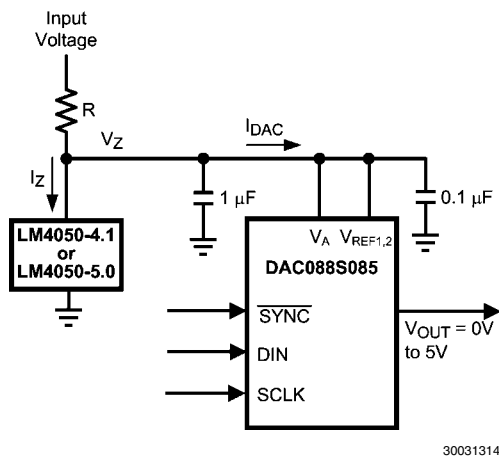 Input
Voltage
R
V_Z
I_DAC
I_Z
1 µF
0.1 µF
LM4050-4.1
or
LM4050-5.0
V_A V_REF1,2
DAC088S085
SYNC
DIN
SCLK
V_OUT = 0V
to 5V
30031314